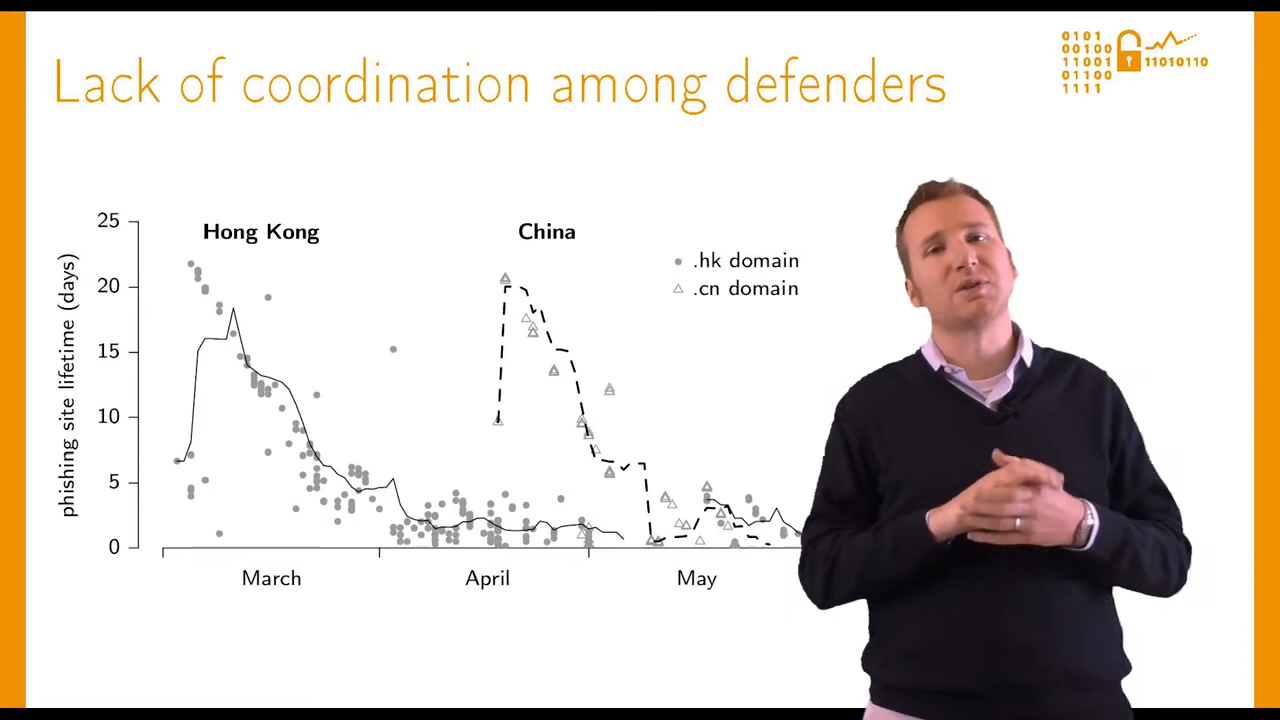 Lack of coordination among defenders
0101
00100
11001
01100
1111
11010110
Hong Kong
China
.hk domain
.cn domain
phishing site lifetime (days)
25
20
15
10
5
0
March
April
May